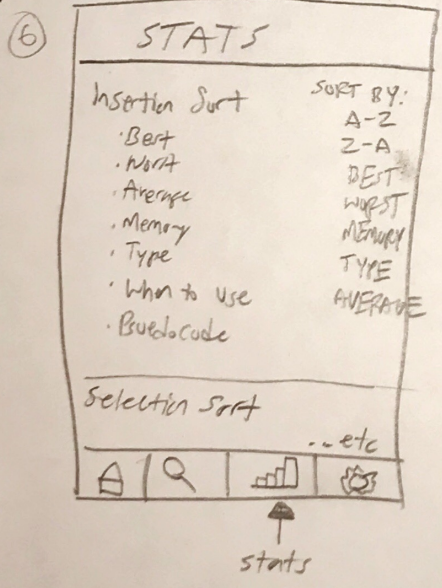 6
STATS
Insertion Sort
· Best
· Worst
· Average
· Memory
· Type
· When to use
· Psuedocode
SORT BY:
A-Z
Z-A
BEST
WORST
MEMORY
TYPE
AVERAGE
Selection Sort
...etc
stats